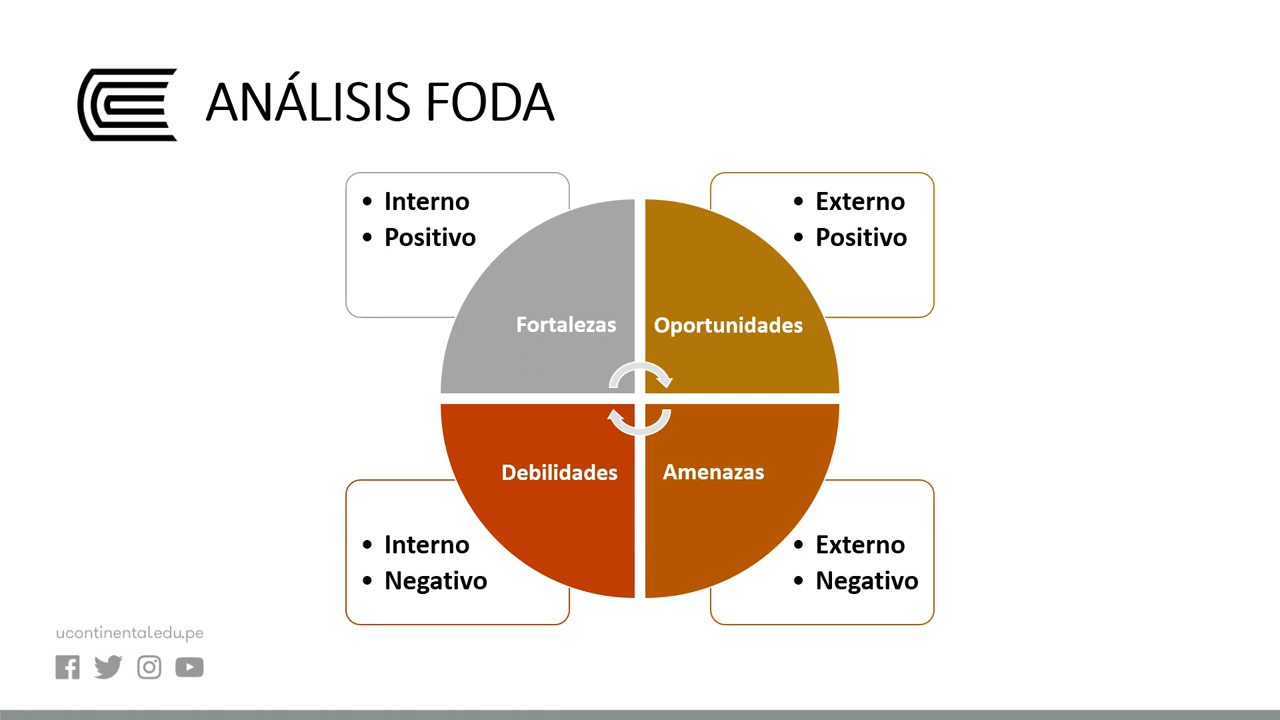 ANÁLISIS FODA
• Interno
• Positivo
• Externo
• Positivo
Fortalezas
Oportunidades
Debilidades
Amenazas
• Interno
• Negativo
• Externo
• Negativo
ucontinental.edu.pe